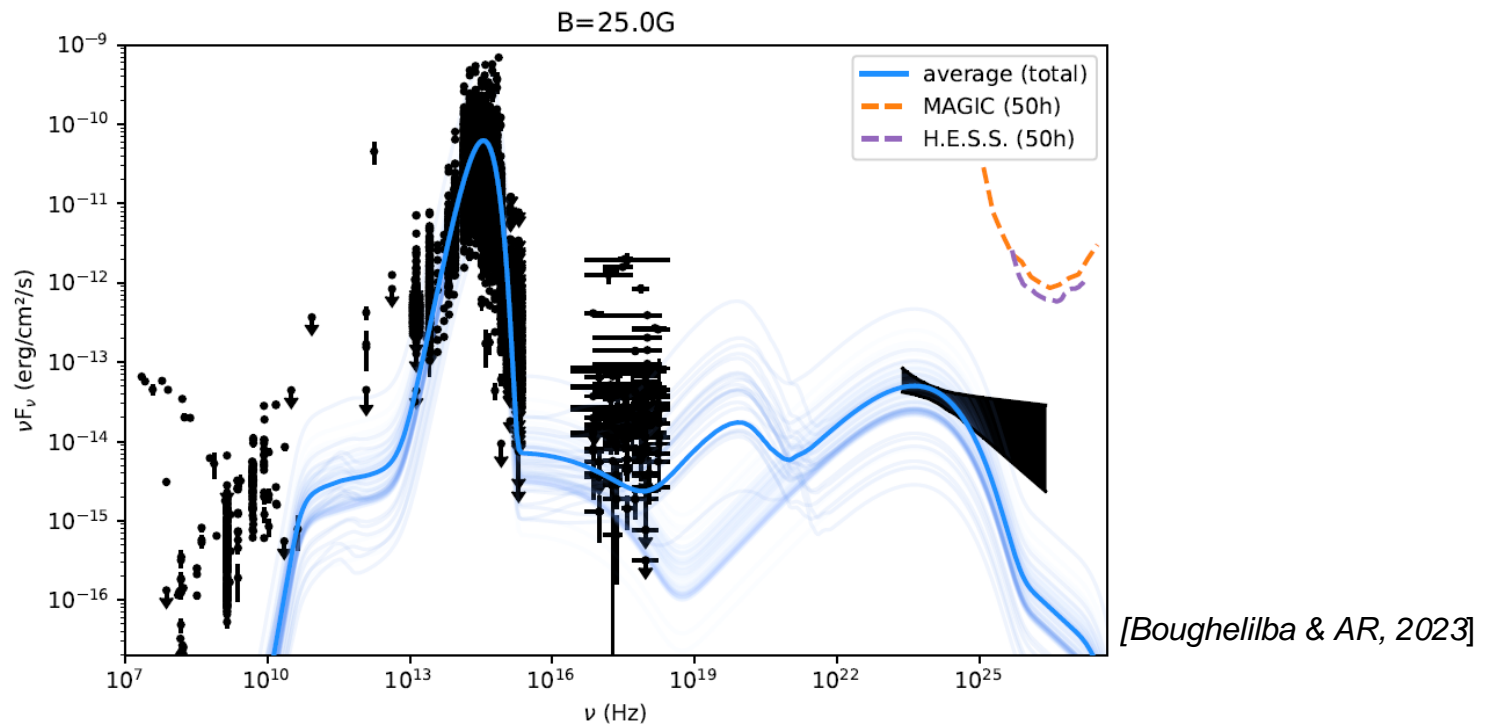 B=25.0G
10⁻⁹
10⁻¹⁰
10⁻¹¹
10⁻¹²
10⁻¹³
10⁻¹⁴
10⁻¹⁵
10⁻¹⁶
νFν (erg/cm²/s)
average (total)
MAGIC (50h)
H.E.S.S. (50h)
[Boughelilba & AR, 2023]
10⁷ 10¹⁰ 10¹³ 10¹⁶ 10¹⁹ 10²² 10²⁵
ν (Hz)